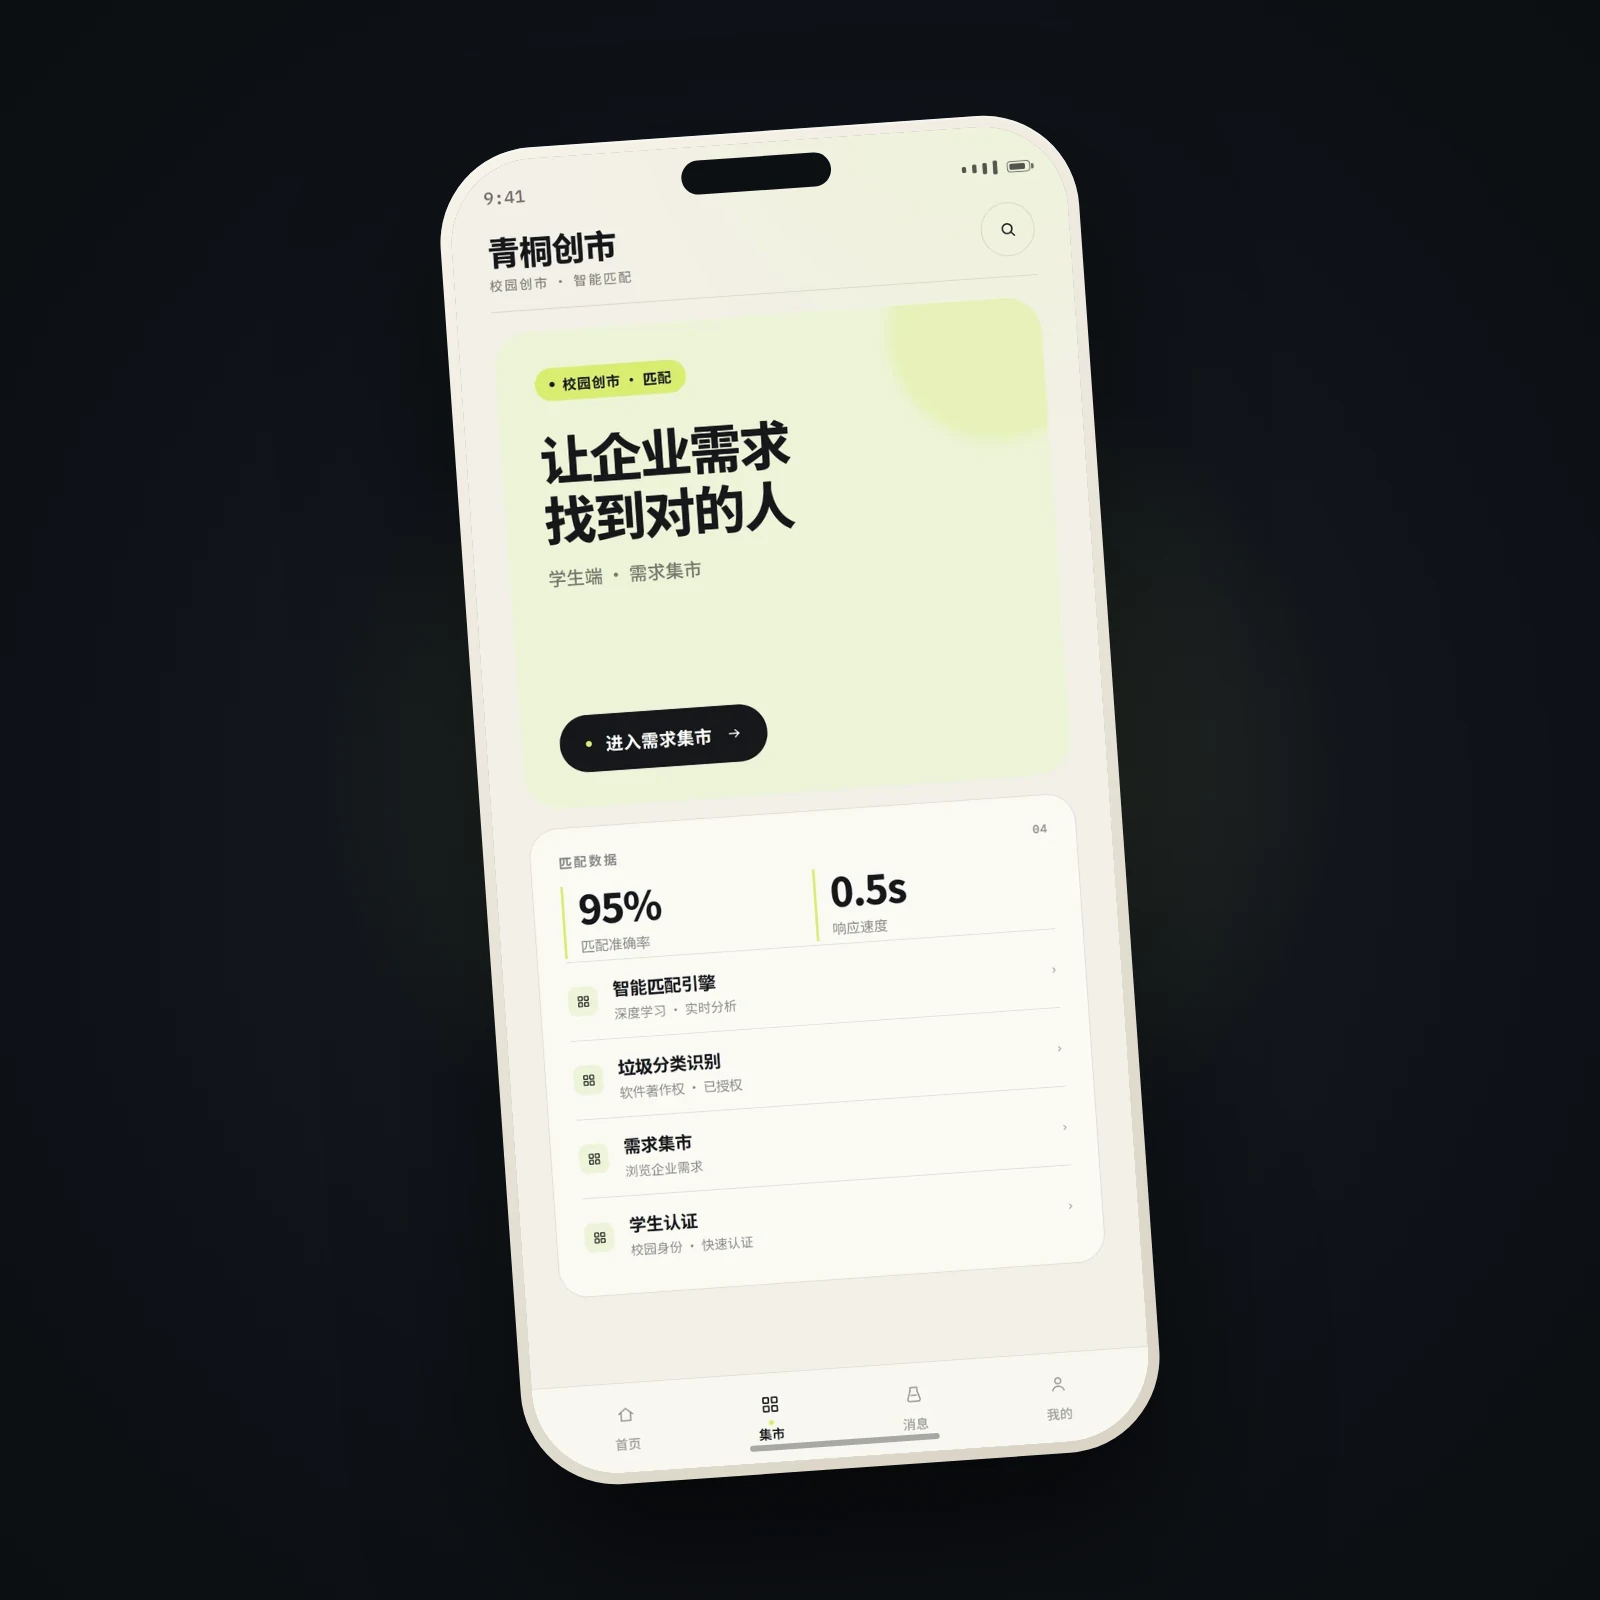 9:41
青桐创市
校园创市 · 智能匹配
• 校园创市 · 匹配
让企业需求
找到对的人
学生端 · 需求集市
• 进入需求集市 →
匹配数据
04
95%
匹配准确率
0.5s
响应速度
智能匹配引擎
深度学习 · 实时分析
垃圾分类识别
软件著作权 · 已授权
需求集市
浏览企业需求
学生认证
校园身份 · 快速认证
首页
集市
消息
我的